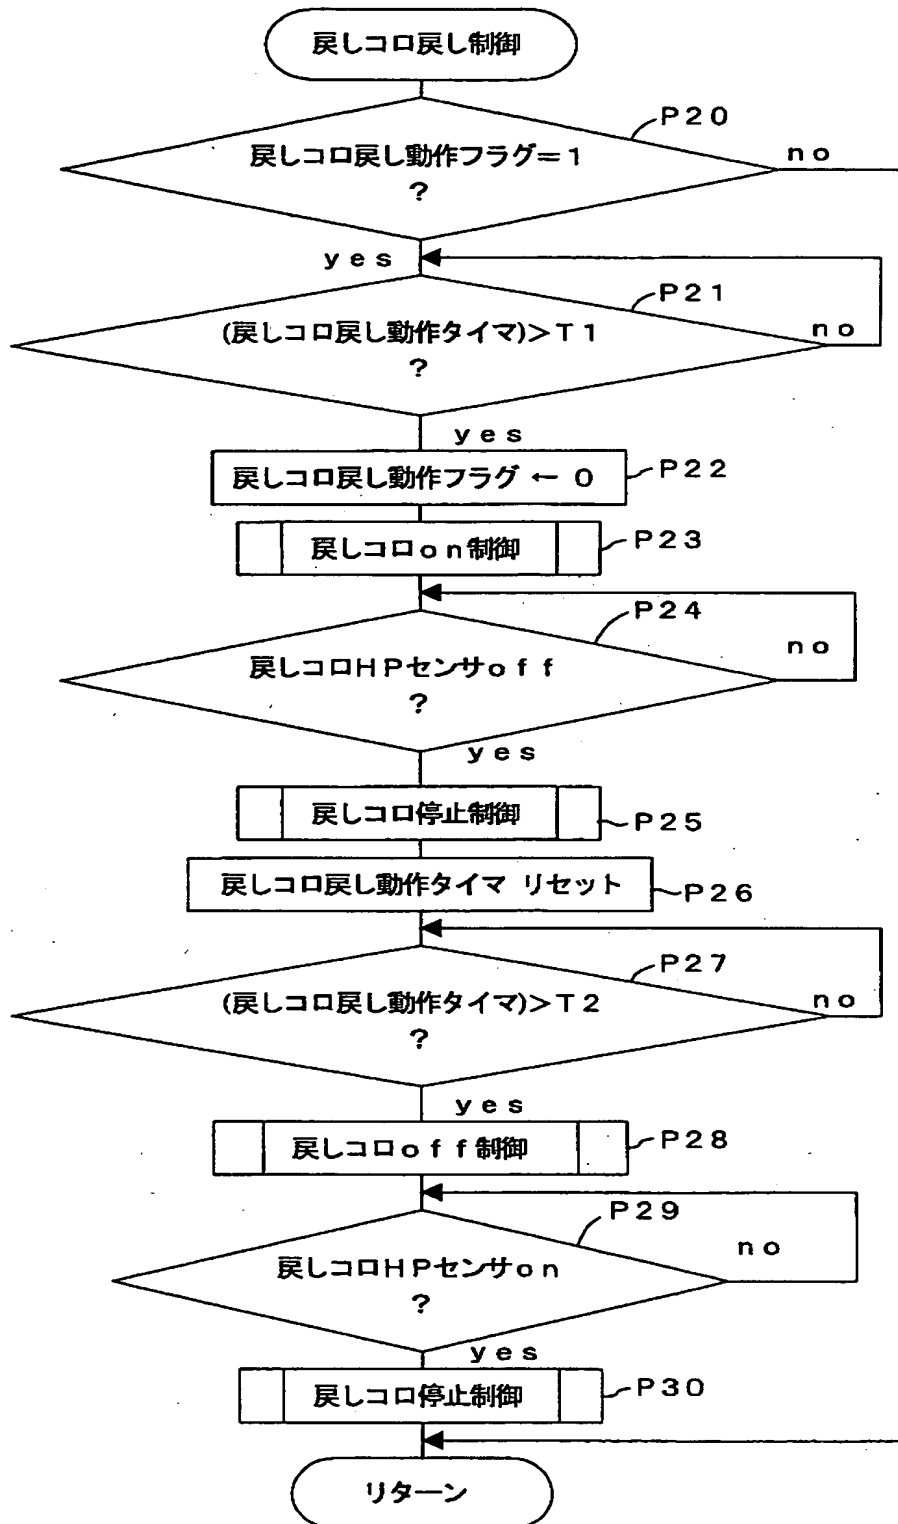 戻しコロ戻し制御
P20
戻しコロ戻し動作フラグ=1
?
no
yes
P21
(戻しコロ戻し動作タイマ)>T1
?
no
yes
戻しコロ戻し動作フラグ ← 0
P22
戻しコロon制御
P23
P24
戻しコロHPセンサoff
?
no
yes
戻しコロ停止制御
P25
戻しコロ戻し動作タイマ リセット
P26
P27
(戻しコロ戻し動作タイマ)>T2
?
no
yes
戻しコロoff制御
P28
P29
戻しコロHPセンサon
?
no
yes
戻しコロ停止制御
P30
リターン